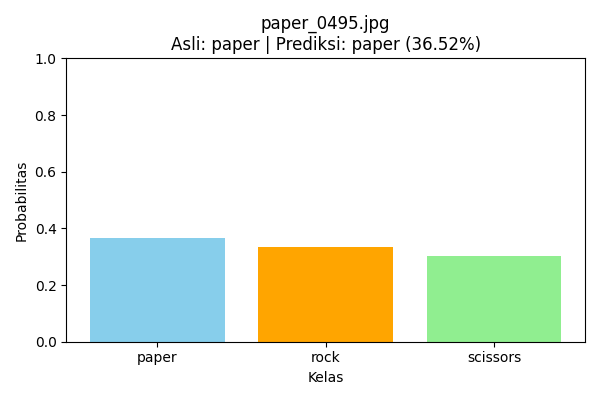 paper_0495.jpg
Asli: paper | Prediksi: paper (36.52%)
1.0
0.8
0.6
0.4
0.2
0.0
Probabilitas
paper rock scissors
Kelas